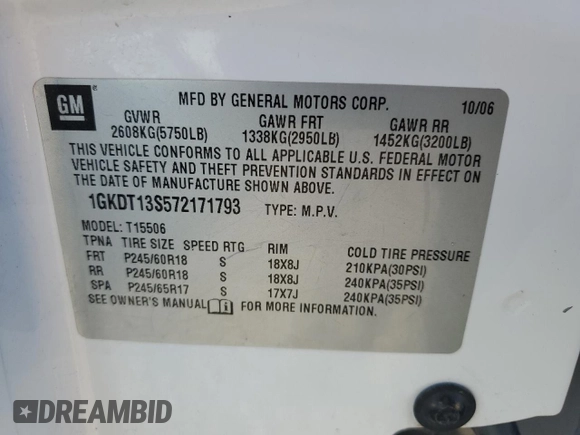 GM
MFD BY GENERAL MOTORS CORP. 10/06
GVWR GAWR FRT GAWR RR
2608KG(5750LB) 1338KG(2950LB) 1452KG(3200LB)
THIS VEHICLE CONFORMS TO ALL APPLICABLE U.S. FEDERAL MOTOR
VEHICLE SAFETY AND THEFT PREVENTION STANDARDS IN EFFECT ON THE
DATE OF MANUFACTURE SHOWN ABOVE.
1GKDT13S572171793 TYPE: M.P.V.
MODEL: T15506
TPNA TIRE SIZE SPEED RTG RIM COLD TIRE PRESSURE
FRT P245/60R18 S 18X8J 210KPA(30PSI)
RR P245/60R18 S 18X8J 240KPA(35PSI)
SPA P245/65R17 S 17X7J 240KPA(35PSI)
SEE OWNER'S MANUAL FOR MORE INFORMATION.
DREAMBID